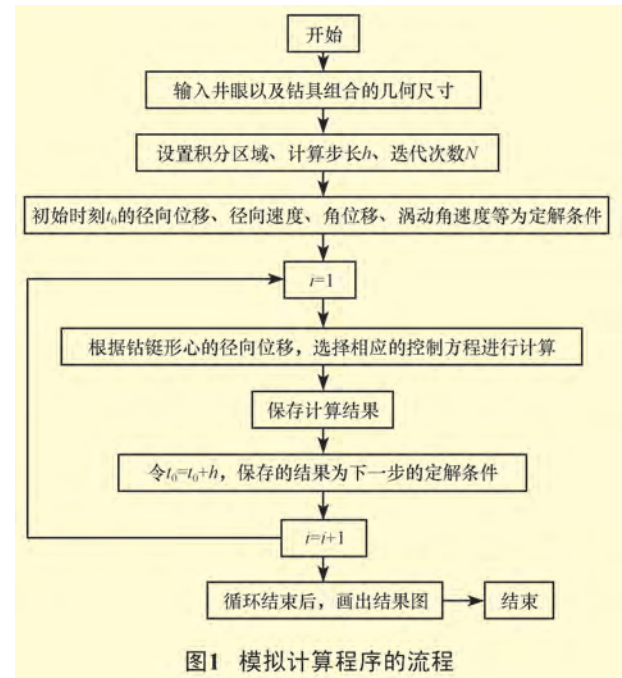 开始
输入井眼以及钻具组合的几何尺寸
设置积分区域、计算步长h、迭代次数N
初始时刻t₀的径向位移、径向速度、角位移、涡动角速度等为定解条件
i=1
根据钻铤形心的径向位移，选择相应的控制方程进行计算
保存计算结果
令t₀=t₀+h，保存的结果为下一步的定解条件
i=i+1
循环结束后，画出结果图
结束
图1 模拟计算程序的流程